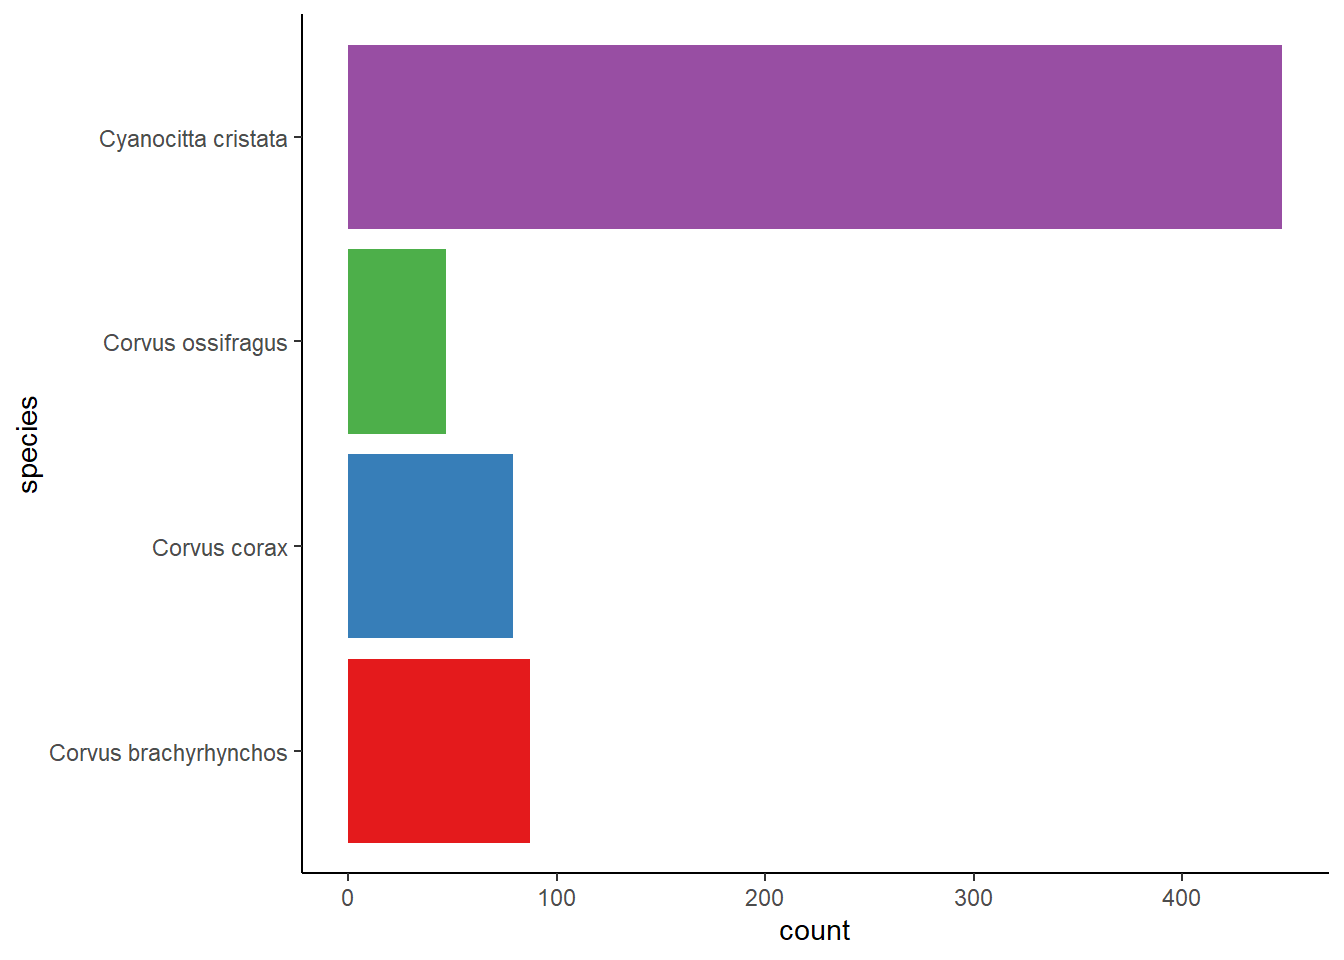 Cyanocitta cristata
Corvus ossifragus
species
Corvus corax
Corvus brachyrhynchos
0 100 200 300 400
count